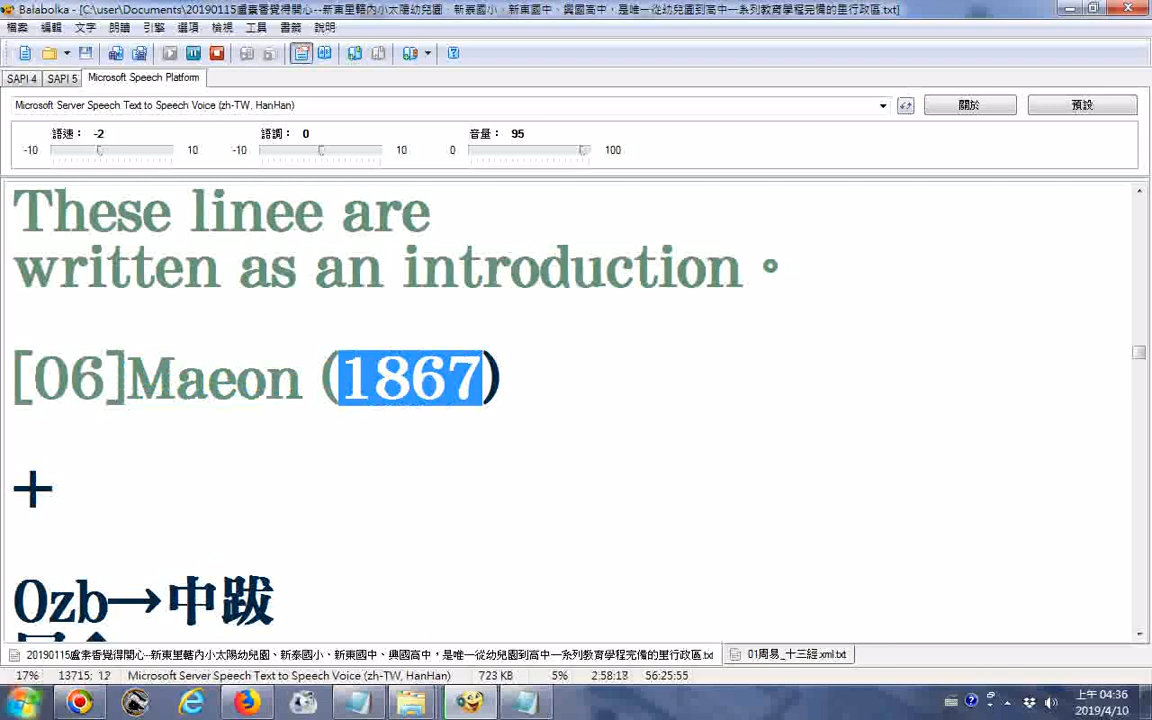 Balabolka - [C:\user\Documents\20190115盧素香覺得開心--新東里轄內小太陽幼兒園、新泰國小、新東國中、興國高中，是唯一從幼兒園到高中一系列教育學程完備的里行政區.txt]
檔案 編輯 文字 朗讀 引擎 選項 檢視 工具 書籤 說明
SAPI 4 SAPI 5 Microsoft Speech Platform
Microsoft Server Speech Text to Speech Voice (zh-TW, HanHan) 關於 預設
語速： -2 語調： 0 音量： 95
-10 10 -10 10 0 100
These linee are
written as an introduction。
[06]Maeon (1867)
+
Ozb→中跋
20190115盧素香覺得開心--新東里轄內小太陽幼兒園、新泰國小、新東國中、興國高中，是唯一從幼兒園到高中一系列教育學程完備的里行政區.txt 01周易_十三經.xml.txt
17% 13715: 12 Microsoft Server Speech Text to Speech Voice (zh-TW, HanHan) 723 KB 5% 2:58:13 56:25:55
上午 04:36
2019/4/10